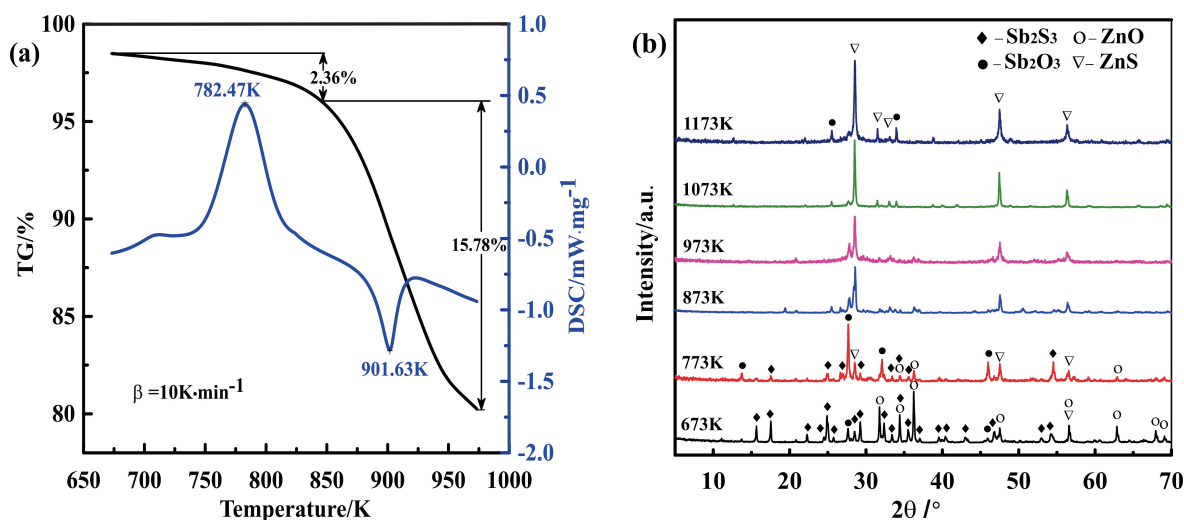 (a)
100
95
90
85
80
TG/%
650 700 750 800 850 900 950 1000
Temperature/K
1.0
0.5
0.0
-0.5
-1.0
-1.5
-2.0
DSC/mW·mg⁻¹
782.47K
2.36%
15.78%
901.63K
β =10K·min⁻¹
(b)
♦ – Sb₂S₃ ○ – ZnO
● – Sb₂O₃ ▽ – ZnS
1173K
1073K
973K
873K
773K
673K
Intensity/a.u.
10 20 30 40 50 60 70
2θ /°